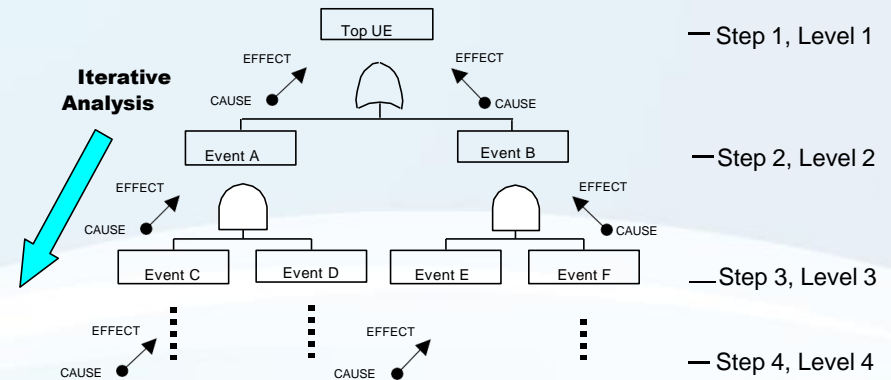 Top UE
Step 1, Level 1
EFFECT
EFFECT
Iterative
Analysis
CAUSE
CAUSE
Event A
Event B
Step 2, Level 2
EFFECT
EFFECT
CAUSE
CAUSE
Event C
Event D
Event E
Event F
Step 3, Level 3
EFFECT
EFFECT
CAUSE
CAUSE
Step 4, Level 4